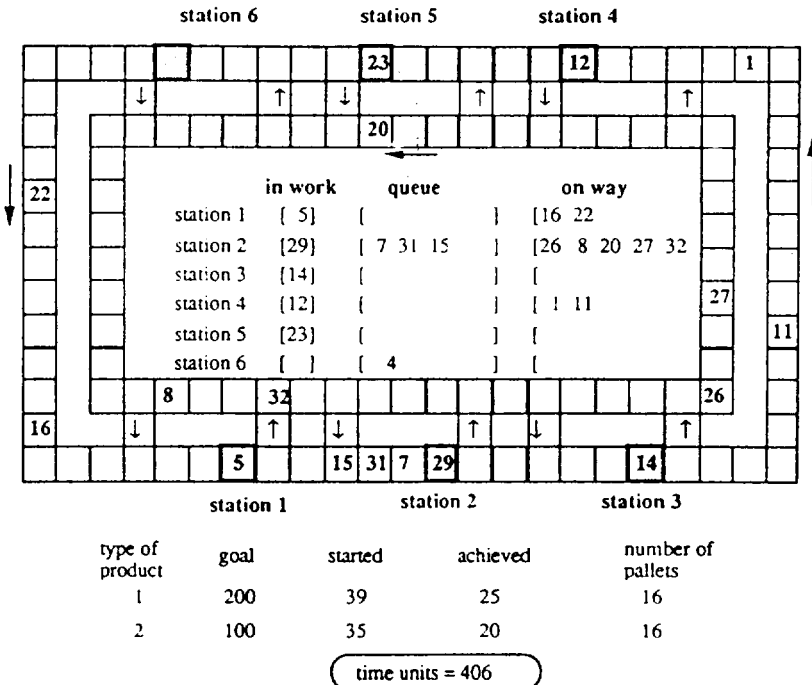 station 6 station 5 station 4
23 12 1
↓ ↑ ↓ ↑ ↓ ↑
20
in work queue on way
22
station 1 { 5} [ ] [16 22
station 2 {29} [ 7 31 15 ] [26 8 20 27 32
station 3 {14} [ ] [
27
station 4 {12} [ ] [ 1 11
11
station 5 {23} [ ] [
station 6 { } [ 4 ] [
8 32 26
16 ↓ ↑ ↓ ↑ ↓ ↑
5 15 31 7 29 14
station 1 station 2 station 3
type of product goal started achieved number of pallets
1 200 39 25 16
2 100 35 20 16
time units = 406